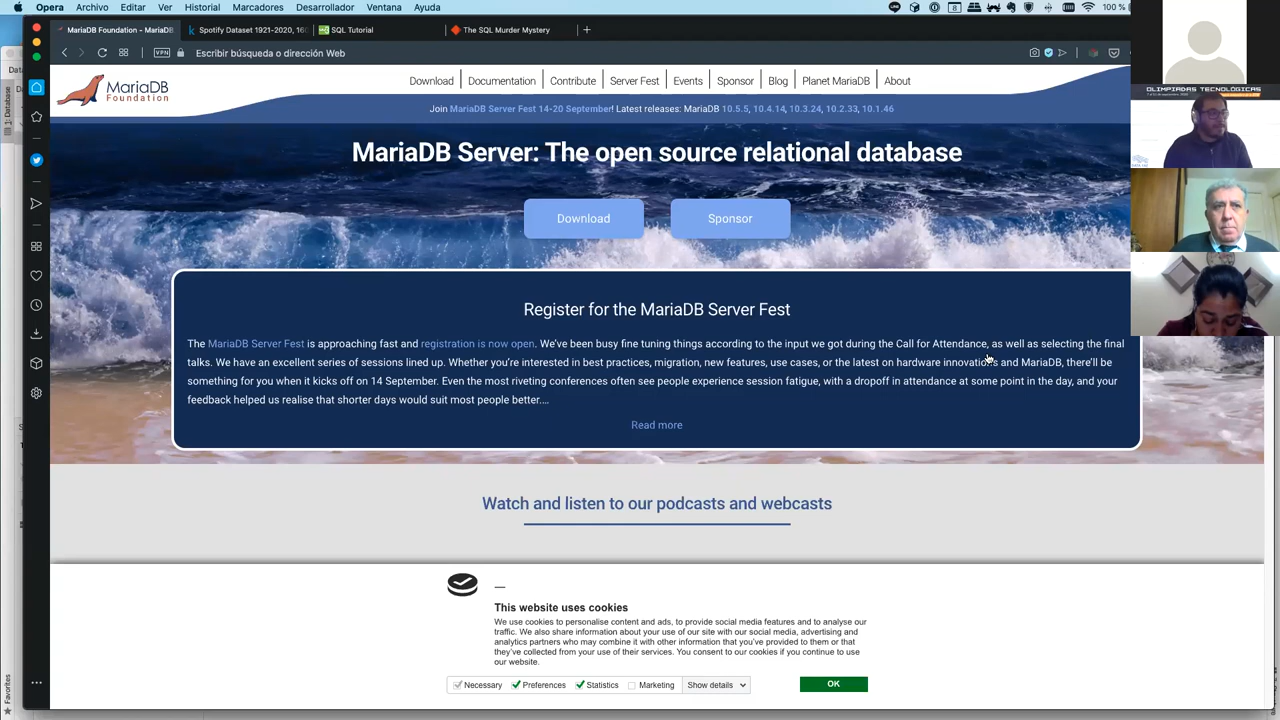 Opera Archivo Editar Ver Historial Marcadores Desarrollo Ventana Ayuda
100 %
MariaDB Foundation - MariaDB
Spotify Dataset 1921-2020, 160
SQL Tutorial
The SQL Murder Mystery
VPN
Escribir búsqueda o dirección Web
MariaDB
Foundation
Download
Documentation
Contribute
Server Fest
Events
Sponsor
Blog
Planet MariaDB
About
Join MariaDB Server Fest 14-20 September! Latest releases: MariaDB 10.5.5, 10.4.14, 10.3.24, 10.2.33, 10.1.46
OLIMPIADAS TECNOLÓGICAS
MariaDB Server: The open source relational database
Download
Sponsor
Register for the MariaDB Server Fest
The MariaDB Server Fest is approaching fast and registration is now open. We've been busy fine tuning things according to the input we got during the Call for Attendance, as well as selecting the final
talks. We have an excellent series of sessions lined up. Whether you're interested in best practices, migration, new features, use cases, or the latest on hardware innovations and MariaDB, there'll be
something for you when it kicks off on 14 September. Even the most riveting conferences often see people experience session fatigue, with a dropoff in attendance at some point in the day, and your
feedback helped us realise that shorter days would suit most people better.…
Read more
Watch and listen to our podcasts and webcasts
This website uses cookies
We use cookies to personalise content and ads, to provide social media features and to analyse our
traffic. We also share information about your use of our site with our social media, advertising and
analytics partners who may combine it with other information that you've provided to them or that
they've collected from your use of their services. You consent to our cookies if you continue to use
our website.
Necessary
Preferences
Statistics
Marketing
Show details
OK
1: Database
Favorites